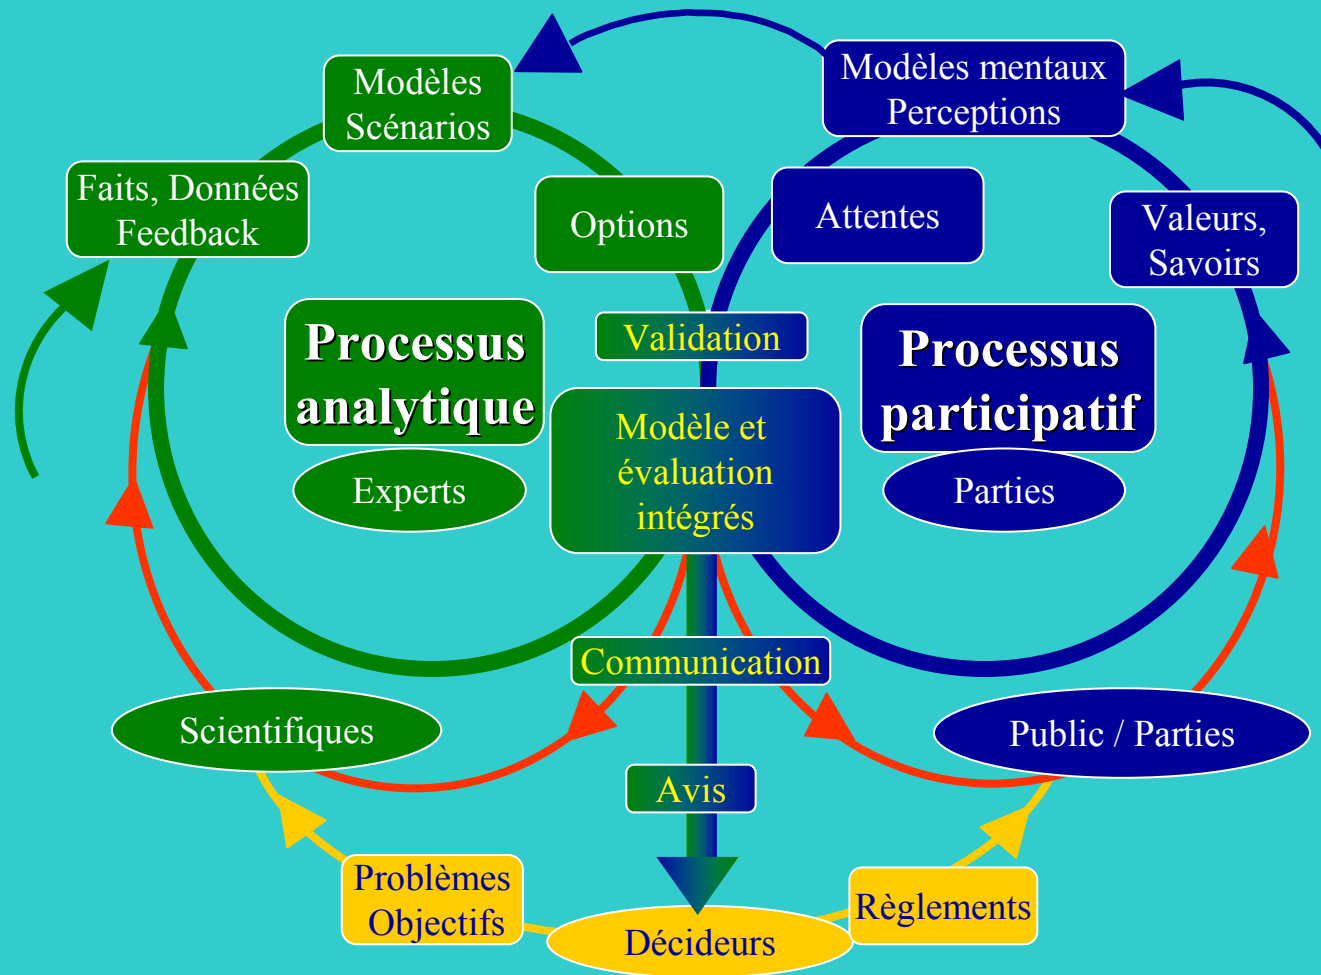 Modèles
Scénarios
Modèles mentaux
Perceptions
Faits, Données
Feedback
Options
Attentes
Valeurs,
Savoirs
Processus
analytique
Validation
Processus
participatif
Modèle et
évaluation
intégrés
Experts
Parties
Communication
Scientifiques
Public / Parties
Avis
Problèmes
Objectifs
Règlements
Décideurs